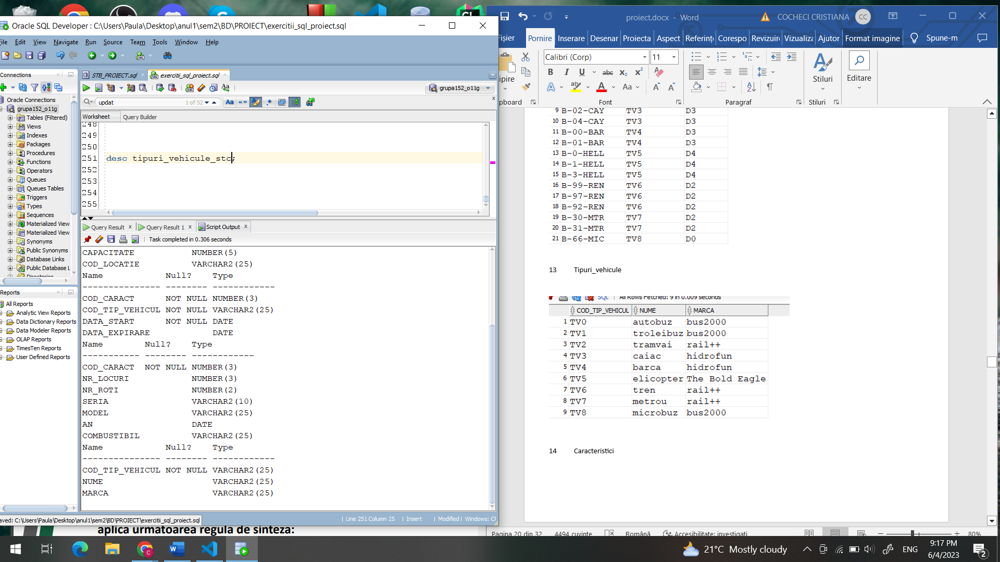 Oracle SQL Developer : C:\Users\Paula\Desktop\anul1\sem2\BD\PROIECT\exercitii_sql_proiect.sql
File Edit View Navigate Run Source Team Tools Window Help
Connections
Oracle Connections
grupa152_o11g
Tables (Filtered)
Views
Indexes
Packages
Procedures
Functions
Operators
Queues
Queues Tables
Triggers
Types
Sequences
Materialized View
Materialized View
Synonyms
Public Synonyms
Database Links
Public Database L
Directories
Reports
All Reports
Analytic View Reports
Data Dictionary Reports
Data Modeler Reports
OLAP Reports
TimesTen Reports
User Defined Reports
STB_PROIECT.sql
exercitii_sql_proiect.sql
grupa152_o11g
updat 1 of 52
Worksheet Query Builder
248
249
250
251 desc tipuri_vehicule_stc;
252
253
254
255
Query Result x Query Result 1 x Script Output x
Task completed in 0.306 seconds
CAPACITATE NUMBER(5)
COD_LOCATIE VARCHAR2(25)
Name Null? Type
--------------- -------- ------------
COD_CARACT NOT NULL NUMBER(3)
COD_TIP_VEHICUL NOT NULL VARCHAR2(25)
DATA_START NOT NULL DATE
DATA_EXPIRARE DATE
Name Null? Type
----------- -------- ------------
COD_CARACT NOT NULL NUMBER(3)
NR_LOCURI NUMBER(3)
NR_ROTI NUMBER(2)
SERIA VARCHAR2(10)
MODEL VARCHAR2(25)
AN DATE
COMBUSTIBIL VARCHAR2(25)
Name Null? Type
--------------- -------- ------------
COD_TIP_VEHICUL NOT NULL VARCHAR2(25)
NUME VARCHAR2(25)
MARCA VARCHAR2(25)
aved: C:\Users\Paula\Desktop\anul1\sem2\BD\PROIECT\exercitii_sql_proiect.sql
| Line 251 Column 25 | Insert | Modified | Windows: CF
aplica urmatoarea regula de sinteza:
proiect.docx - Word
COCHECI CRISTIANA CC
Fișier Pornire Inserare Desenar Proiecta Aspect Referinț Corespo Revizuir Vizualiza Ajutor Format imagine Spune-m
Calibri (Corp) 11
ipire
Stiluri
Editare
pboard Font Paragraf Stiluri
9 B-02-CAY TV3 D3
10 B-04-CAY TV3 D3
11 B-00-BAR TV4 D3
12 B-01-BAR TV4 D3
13 B-0-HELL TV5 D4
14 B-1-HELL TV5 D4
15 B-3-HELL TV5 D4
16 B-99-REN TV6 D2
17 B-97-REN TV6 D2
18 B-92-REN TV6 D2
19 B-30-MTR TV7 D2
20 B-31-MTR TV7 D2
21 B-66-MIC TV8 D0
13 Tipuri_vehicule
SQL | All Rows Fetched: 9 in 0.009 seconds
COD_TIP_VEHICUL NUME MARCA
1 TV0 autobuz bus2000
2 TV1 troleibuz bus2000
3 TV2 tramvai rail++
4 TV3 caiac hidrofun
5 TV4 barca hidrofun
6 TV5 elicopter The Bold Eagle
7 TV6 tren rail++
8 TV7 metrou rail++
9 TV8 microbuz bus2000
14 Caracteristici
Pagina 20 din 32 4494 cuvinte Română Accesibilitate: investigați 80%
21°C Mostly cloudy
ENG
9:17 PM
6/4/2023
2